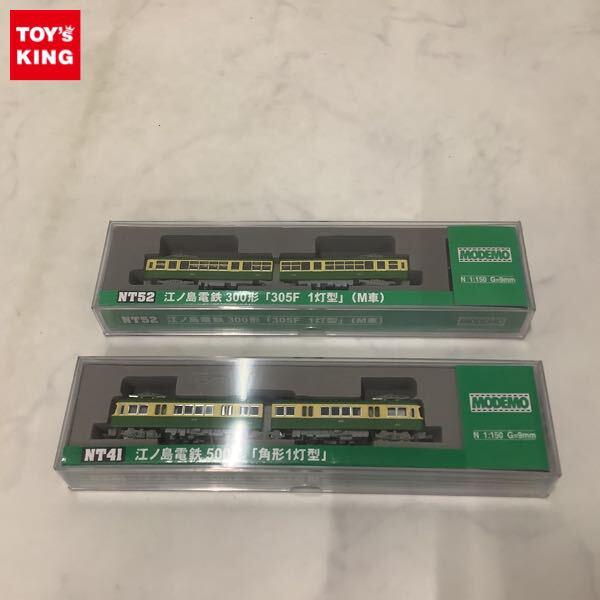 TOY'S
KING
MODEMO
N 1:150 G=9mm
NT52 江ノ島電鉄 300形「305F 1灯型」(M車)
NT52 江ノ島電鉄 300形「305F 1灯型」(M車)
MODEMO
MODEMO
N 1:150 G=9mm
NT41 江ノ島電鉄 500 「角形1灯型」